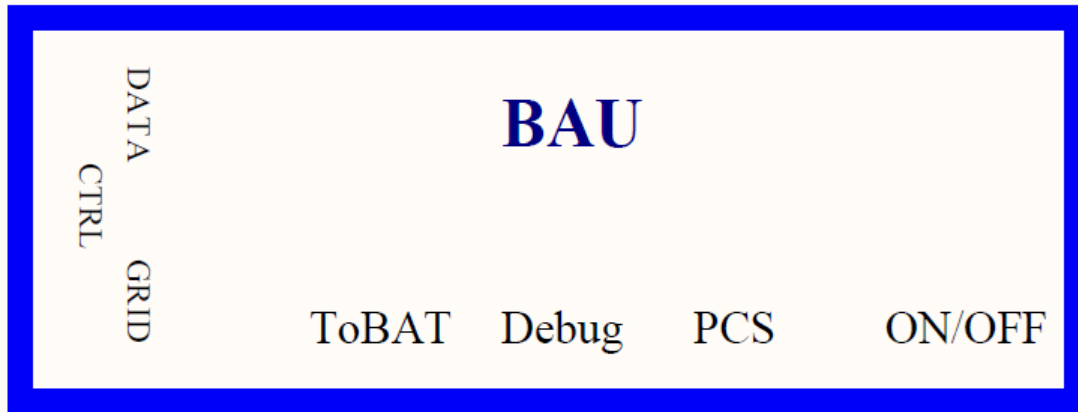 DATA
BAU
CTRL
GRID
ToBAT Debug PCS ON/OFF